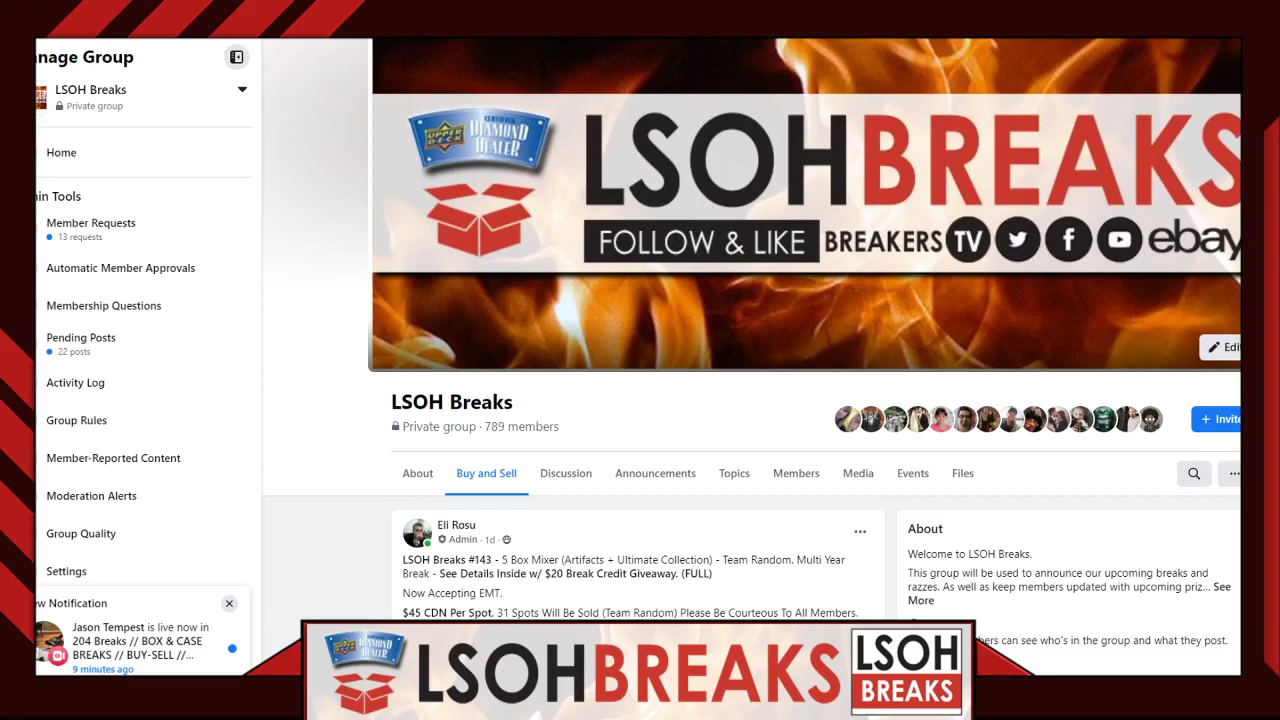 nage Group
LSOH Breaks
Private group
Home
in Tools
Member Requests
13 requests
Automatic Member Approvals
Membership Questions
Pending Posts
22 posts
Activity Log
Group Rules
Member-Reported Content
Moderation Alerts
Group Quality
Settings
ew Notification
Jason Tempest is live now in
204 Breaks // BOX & CASE
BREAKS // BUY-SELL //...
9 minutes ago
UPPER DECK
CERTIFIED DIAMOND DEALER
LSOHBREAKS
FOLLOW & LIKE BREAKERS TV ebay
Edi
LSOH Breaks
Private group · 789 members
+ Invite
About Buy and Sell Discussion Announcements Topics Members Media Events Files
Eli Rosu
Admin · 1d ·
LSOH Breaks #143 - 5 Box Mixer (Artifacts + Ultimate Collection) - Team Random. Multi Year
Break - See Details Inside w/ $20 Break Credit Giveaway. (FULL)
Now Accepting EMT.
$45 CDN Per Spot. 31 Spots Will Be Sold (Team Random) Please Be Courteous To All Members.
About
Welcome to LSOH Breaks.
This group will be used to announce our upcoming breaks and
razzes. As well as keep members updated with upcoming priz... See
More
bers can see who's in the group and what they post.
UPPER DECK
DIAMOND DEALER
LSOHBREAKS
LSOH
BREAKS